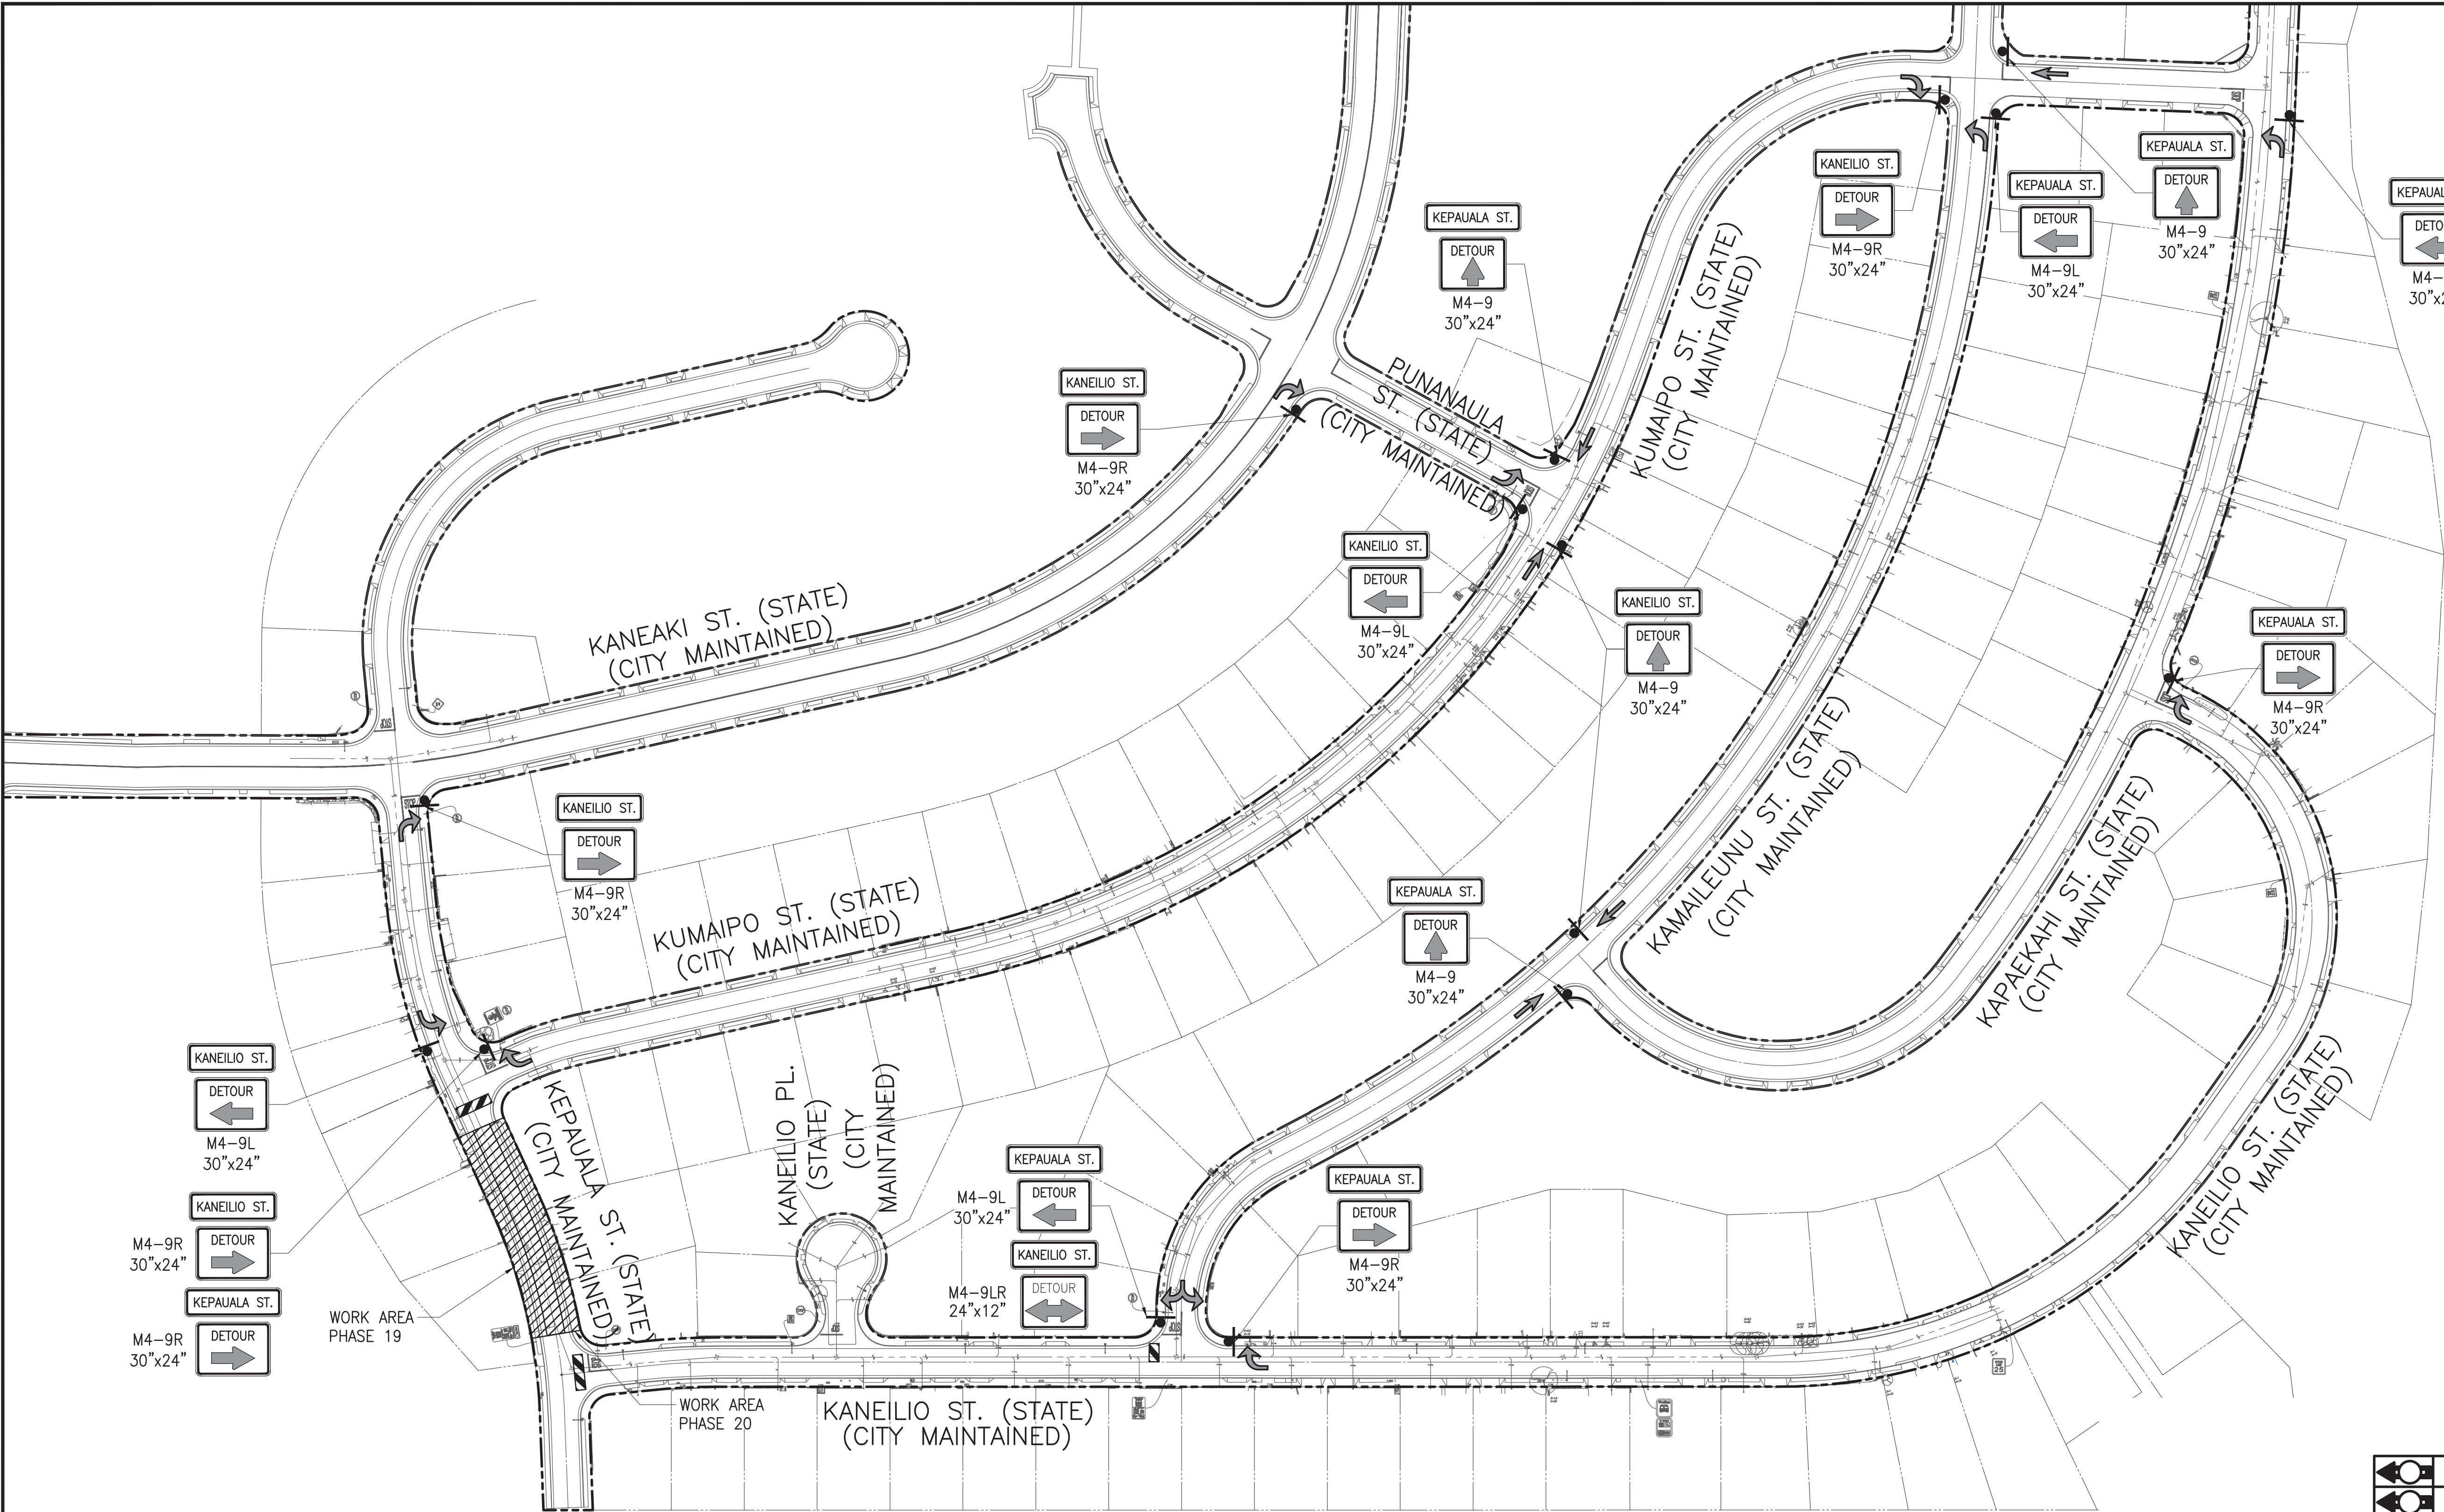 KANEILIO ST.
DETOUR
M4-9R
30"x24"
KEPAUALA ST.
DETOUR
M4-9L
30"x24"
KEPAUALA ST.
DETOUR
M4-9
30"x24"
KEPAUALA ST.
DETOUR
M4-9
30"x24"
KANEILIO ST.
DETOUR
M4-9R
30"x24"
PUNANAULA
ST. (STATE)
(CITY MAINTAINED)
KUMAIPO ST. (STATE)
(CITY MAINTAINED)
KANEILIO ST.
DETOUR
M4-9L
30"x24"
KANEILIO ST.
DETOUR
M4-9
30"x24"
KEPAUALA ST.
DETOUR
M4-9R
30"x24"
KANEAKI ST. (STATE)
(CITY MAINTAINED)
STOP
STOP
KANEILIO ST.
DETOUR
M4-9R
30"x24"
KUMAIPO ST. (STATE)
(CITY MAINTAINED)
KEPAUALA ST.
DETOUR
M4-9
30"x24"
KAMAILEUNU ST. (STATE)
(CITY MAINTAINED)
KAPAEKAHI ST. (STATE)
(CITY MAINTAINED)
KANEILIO ST. (STATE)
(CITY MAINTAINED)
KANEILIO ST.
DETOUR
M4-9L
30"x24"
KANEILIO ST.
DETOUR
M4-9R
30"x24"
KEPAUALA ST.
DETOUR
M4-9R
30"x24"
WORK AREA
PHASE 19
KEPAUALA ST. (STATE)
(CITY MAINTAINED)
KANEILIO PL.
(STATE)
(CITY
MAINTAINED)
KEPAUALA ST.
DETOUR
M4-9L
30"x24"
KANEILIO ST.
DETOUR
M4-9LR
24"x12"
KEPAUALA ST.
DETOUR
M4-9R
30"x24"
WORK AREA
PHASE 20
KANEILIO ST. (STATE)
(CITY MAINTAINED)
25